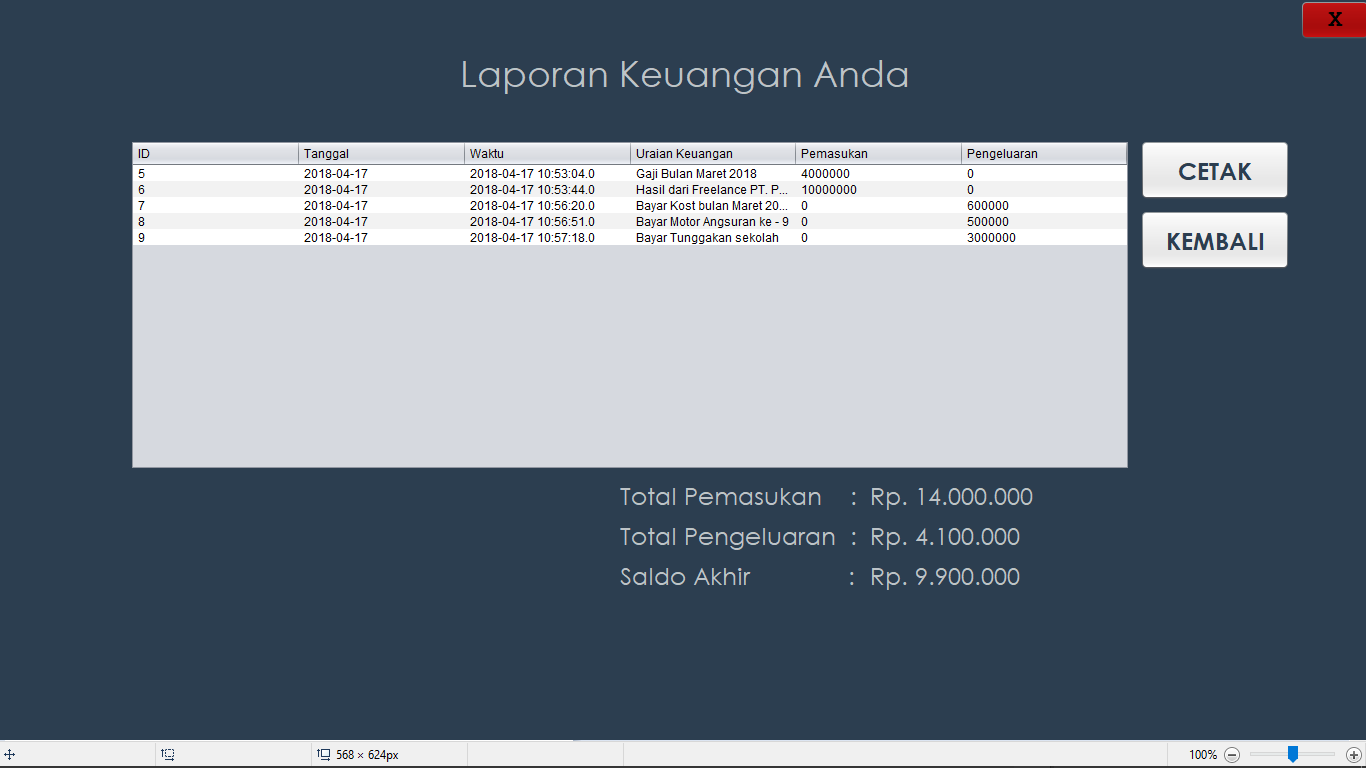 X
Laporan Keuangan Anda
ID Tanggal Waktu Uraian Keuangan Pemasukan Pengeluaran
5 2018-04-17 2018-04-17 10:53:04.0 Gaji Bulan Maret 2018 4000000 0
6 2018-04-17 2018-04-17 10:53:44.0 Hasil dari Freelance PT. P... 10000000 0
7 2018-04-17 2018-04-17 10:56:20.0 Bayar Kost bulan Maret 20... 0 600000
8 2018-04-17 2018-04-17 10:56:51.0 Bayar Motor Angsuran ke - 9 0 500000
9 2018-04-17 2018-04-17 10:57:18.0 Bayar Tunggakan sekolah 0 3000000
CETAK
KEMBALI
Total Pemasukan : Rp. 14.000.000
Total Pengeluaran : Rp. 4.100.000
Saldo Akhir : Rp. 9.900.000
568 × 624px
100%